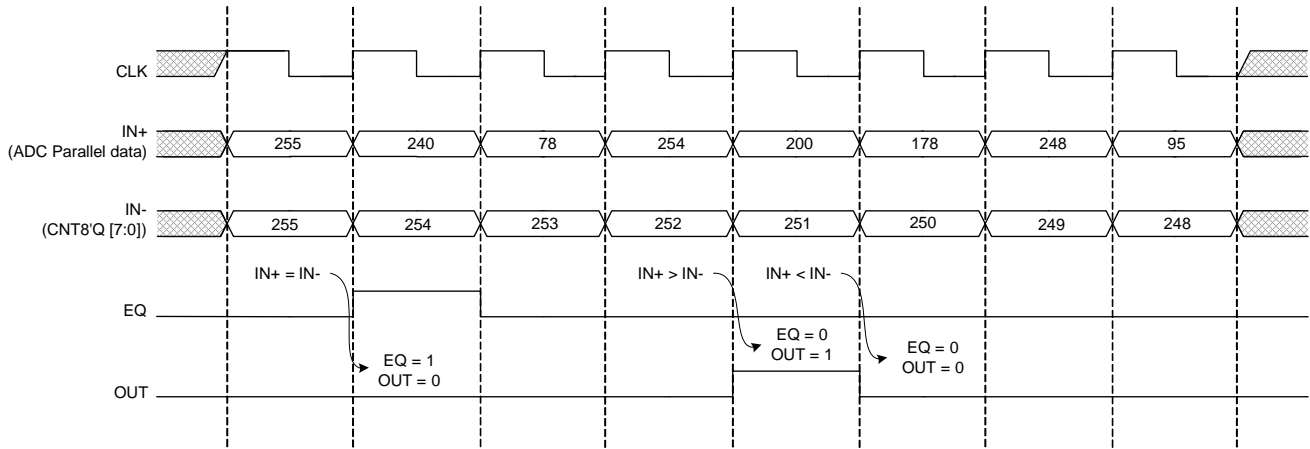 CLK
IN+
(ADC Parallel data)
255 240 78 254 200 178 248 95
IN-
(CNT8'Q [7:0])
255 254 253 252 251 250 249 248
IN+ = IN- IN+ > IN- IN+ < IN-
EQ
EQ = 1
OUT = 0
EQ = 0
OUT = 1
EQ = 0
OUT = 0
OUT